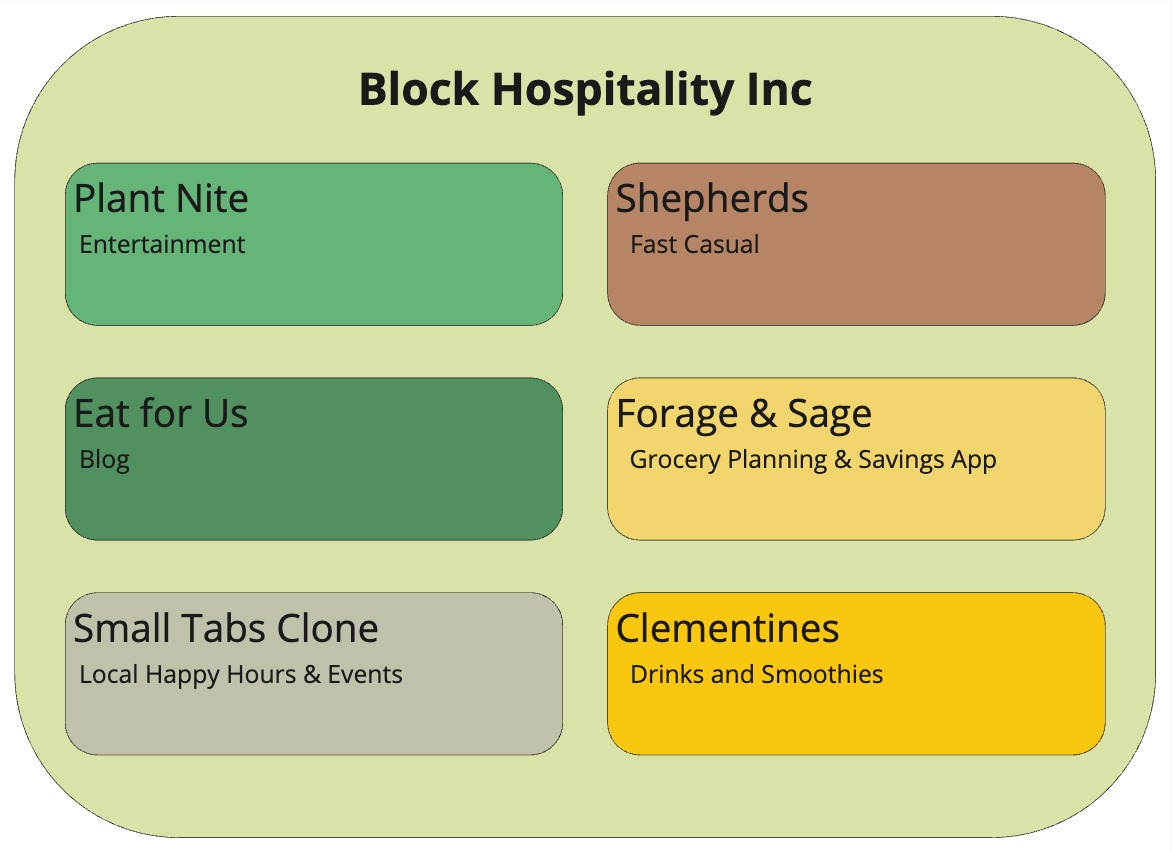 Block Hospitality Inc
Plant Nite
Entertainment
Shepherds
Fast Casual
Eat for Us
Blog
Forage & Sage
Grocery Planning & Savings App
Small Tabs Clone
Local Happy Hours & Events
Clementines
Drinks and Smoothies